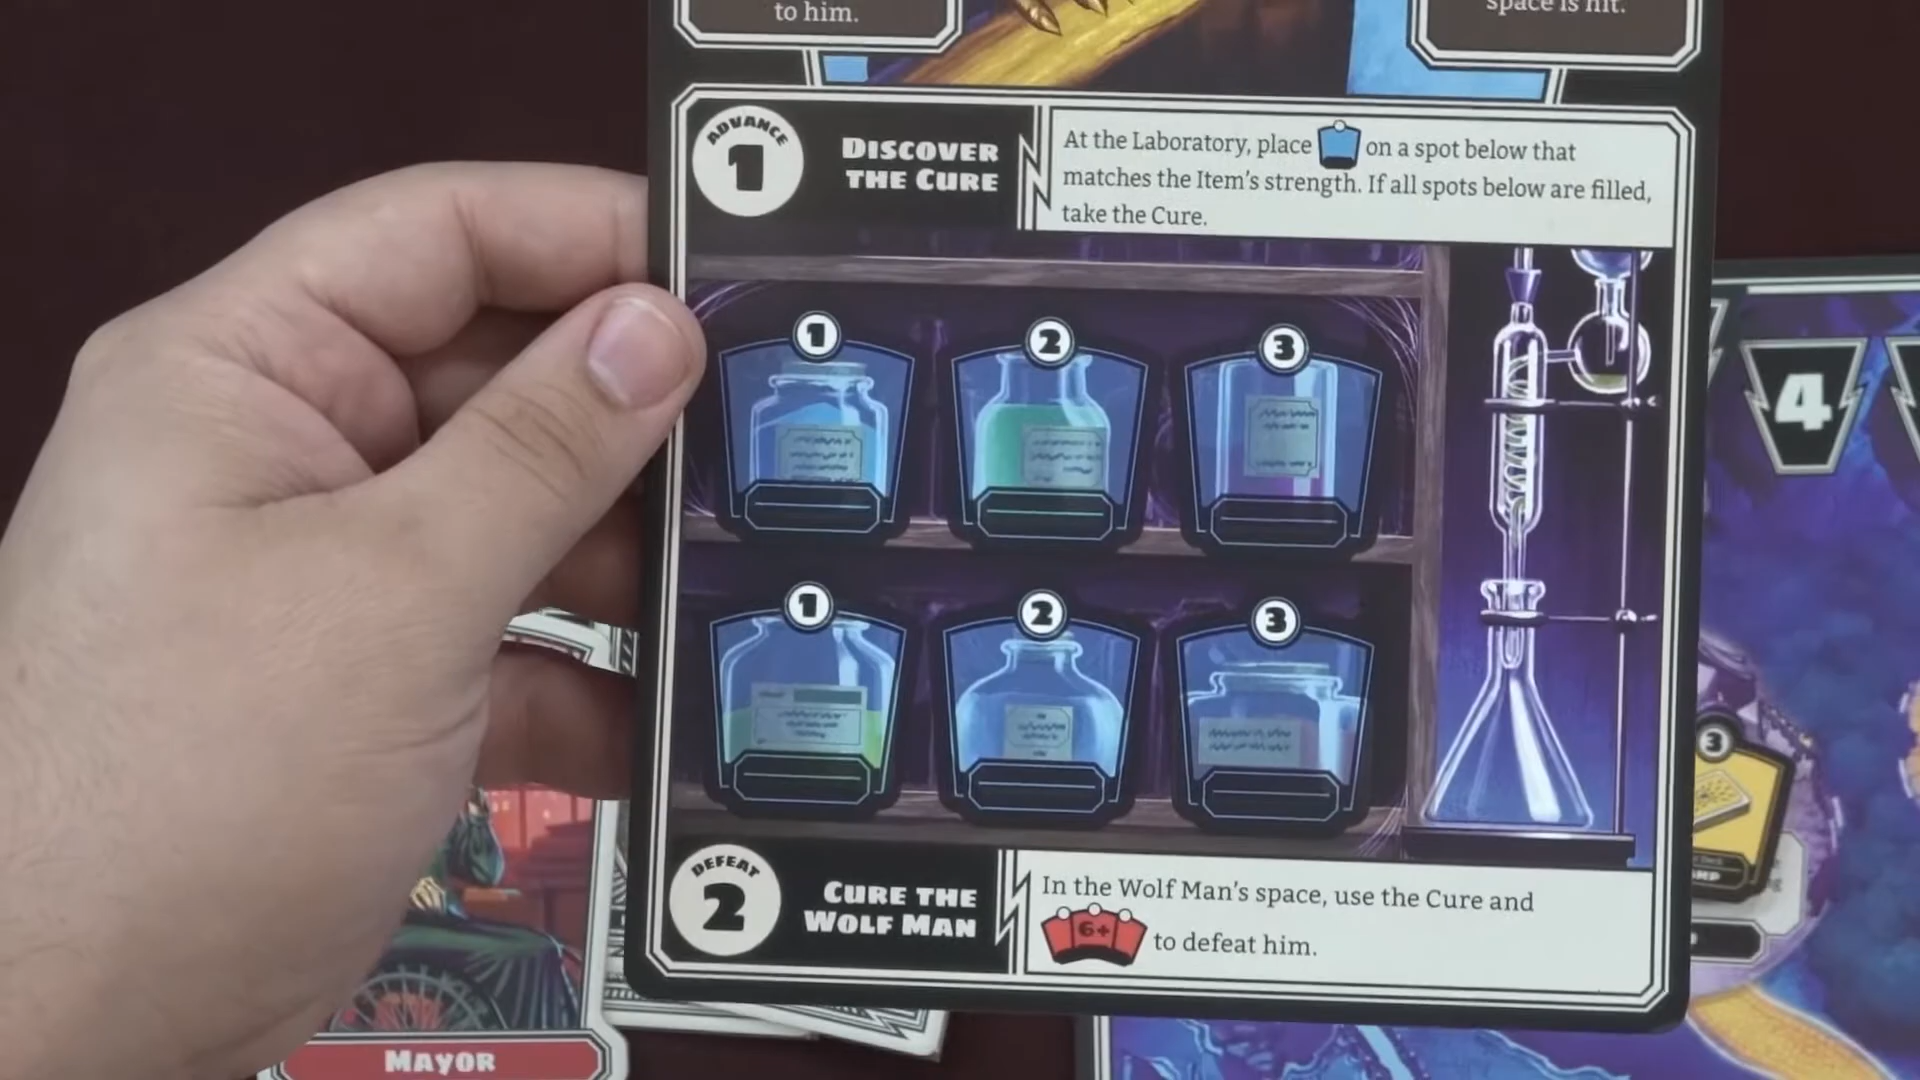 to him.
space is hit.
ADVANCE
1
DISCOVER
THE CURE
At the Laboratory, place on a spot below that
matches the Item's strength. If all spots below are filled,
take the Cure.
1
2
3
4
1
2
3
3
DEFEAT
2
CURE THE
WOLF MAN
In the Wolf Man's space, use the Cure and
6+ to defeat him.
MAYOR